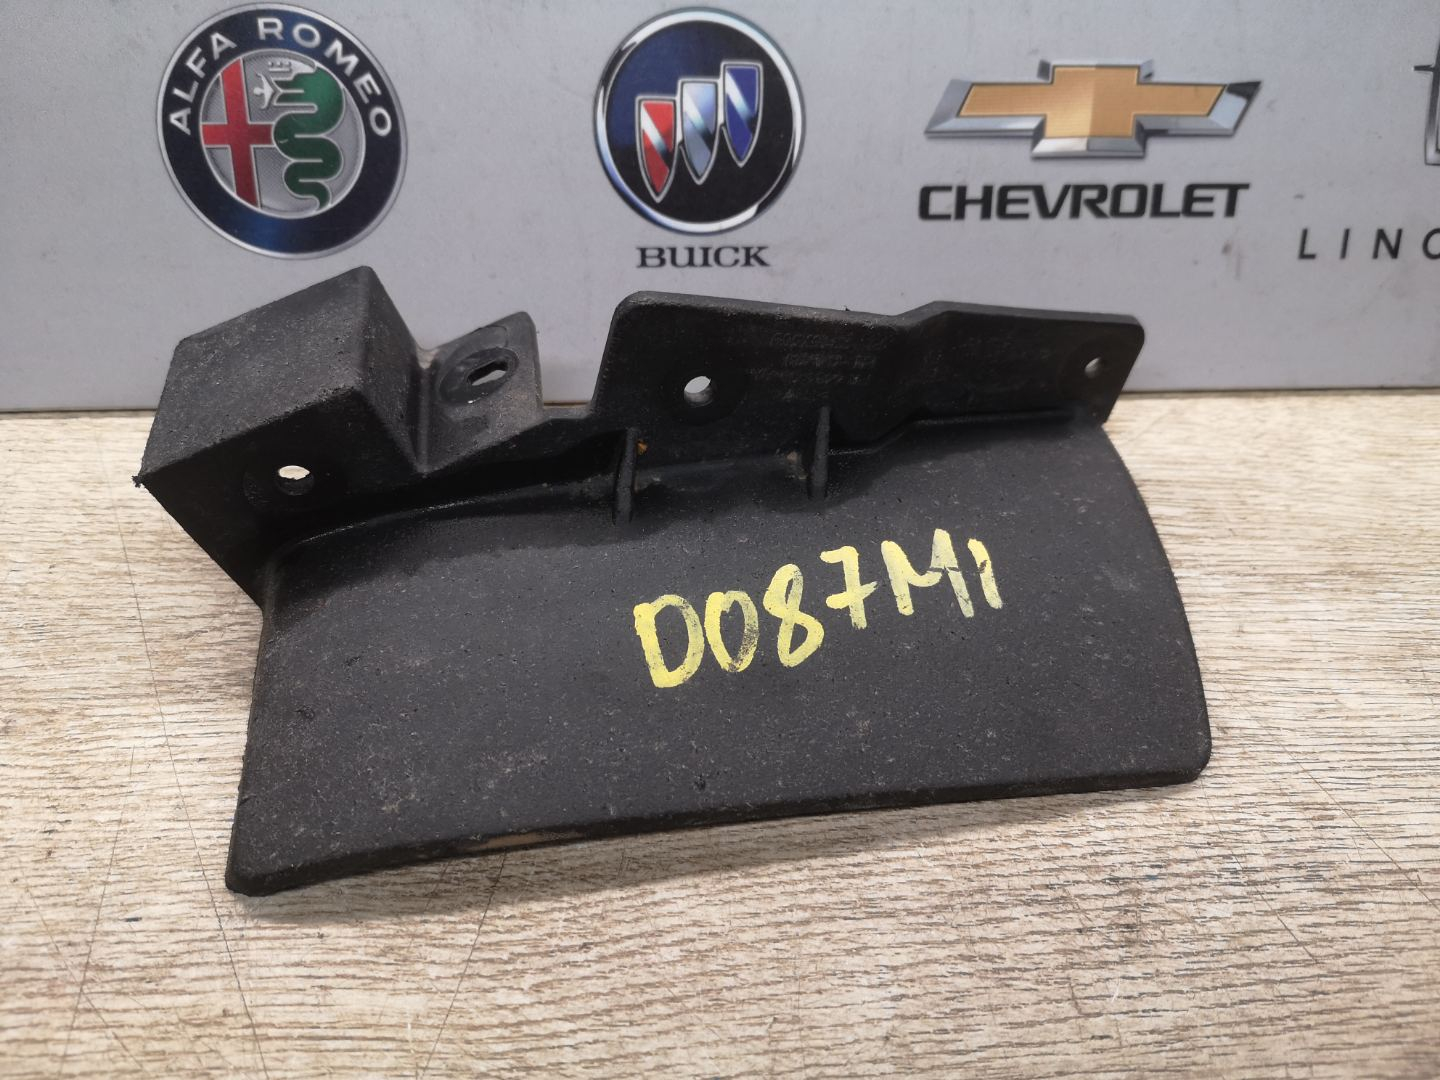 ALFA ROMEO
BUICK
CHEVROLET
LINC
D087M1